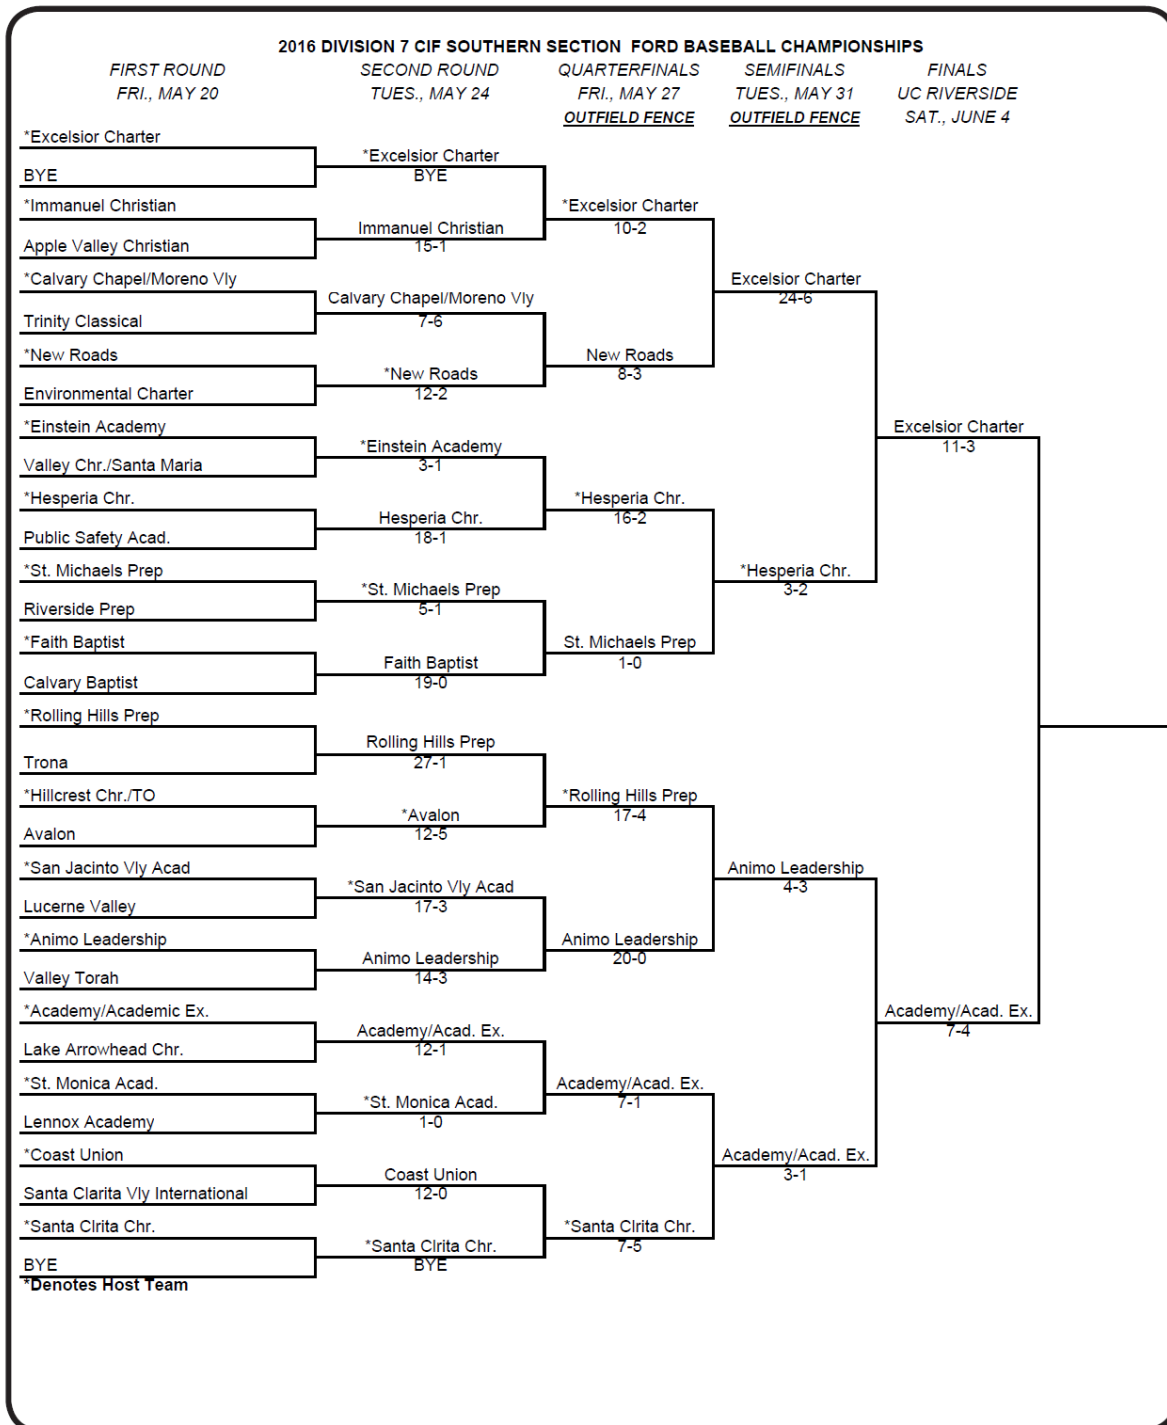 2016 DIVISION 7 CIF SOUTHERN SECTION  FORD BASEBALL CHAMPIONSHIPS
FIRST ROUND
FRI., MAY 20
SECOND ROUND
TUES., MAY 24
QUARTERFINALS
FRI., MAY 27
OUTFIELD FENCE
SEMIFINALS
TUES., MAY 31
OUTFIELD FENCE
FINALS
UC RIVERSIDE
SAT., JUNE 4
*Excelsior Charter
BYE
*Immanuel Christian
Apple Valley Christian
*Calvary Chapel/Moreno Vly
Trinity Classical
*New Roads
Environmental Charter
*Einstein Academy
Valley Chr./Santa Maria
*Hesperia Chr.
Public Safety Acad.
*St. Michaels Prep
Riverside Prep
*Faith Baptist
Calvary Baptist
*Rolling Hills Prep
Trona
*Hillcrest Chr./TO
Avalon
*San Jacinto Vly Acad
Lucerne Valley
*Animo Leadership
Valley Torah
*Academy/Academic Ex.
Lake Arrowhead Chr.
*St. Monica Acad.
Lennox Academy
*Coast Union
Santa Clarita Vly International
*Santa Clrita Chr.
BYE
*Denotes Host Team
*Excelsior Charter
BYE
Immanuel Christian
15-1
Calvary Chapel/Moreno Vly
7-6
*New Roads
12-2
*Einstein Academy
3-1
Hesperia Chr.
18-1
*St. Michaels Prep
5-1
Faith Baptist
19-0
Rolling Hills Prep
27-1
*Avalon
12-5
*San Jacinto Vly Acad
17-3
Animo Leadership
14-3
Academy/Acad. Ex.
12-1
*St. Monica Acad.
1-0
Coast Union
12-0
*Santa Clrita Chr.
BYE
*Excelsior Charter
10-2
New Roads
8-3
*Hesperia Chr.
16-2
St. Michaels Prep
1-0
*Rolling Hills Prep
17-4
Animo Leadership
20-0
Academy/Acad. Ex.
7-1
*Santa Clrita Chr.
7-5
Excelsior Charter
24-6
*Hesperia Chr.
3-2
Animo Leadership
4-3
Academy/Acad. Ex.
3-1
Excelsior Charter
11-3
Academy/Acad. Ex.
7-4